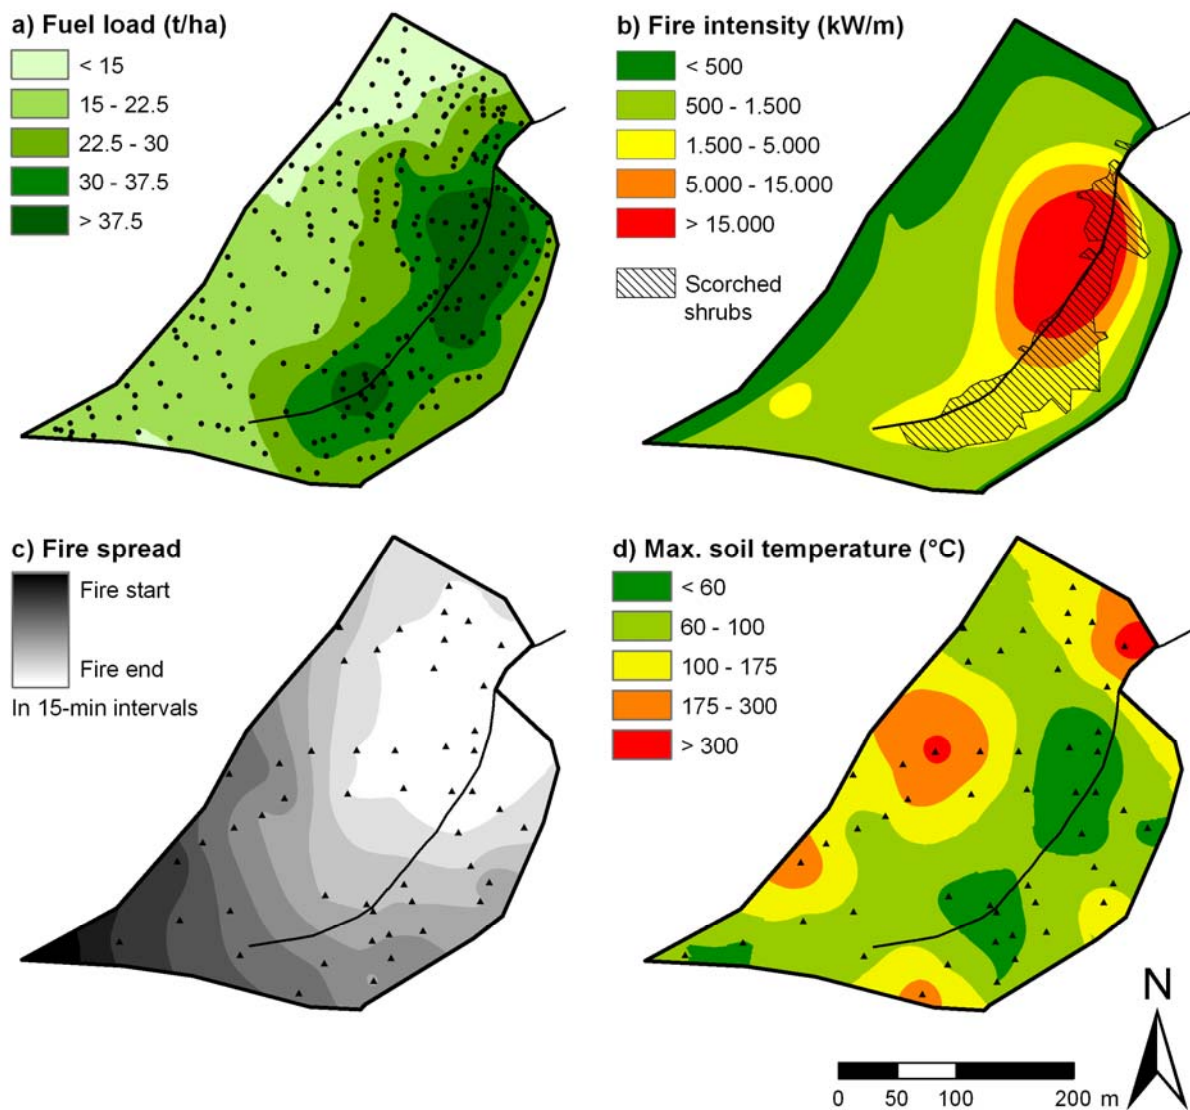 a) Fuel load (t/ha)
< 15
15 - 22.5
22.5 - 30
30 - 37.5
> 37.5
b) Fire intensity (kW/m)
< 500
500 - 1.500
1.500 - 5.000
5.000 - 15.000
> 15.000
Scorched
shrubs
c) Fire spread
Fire start
Fire end
In 15-min intervals
d) Max. soil temperature (°C)
< 60
60 - 100
100 - 175
175 - 300
> 300
N
0 50 100 200 m